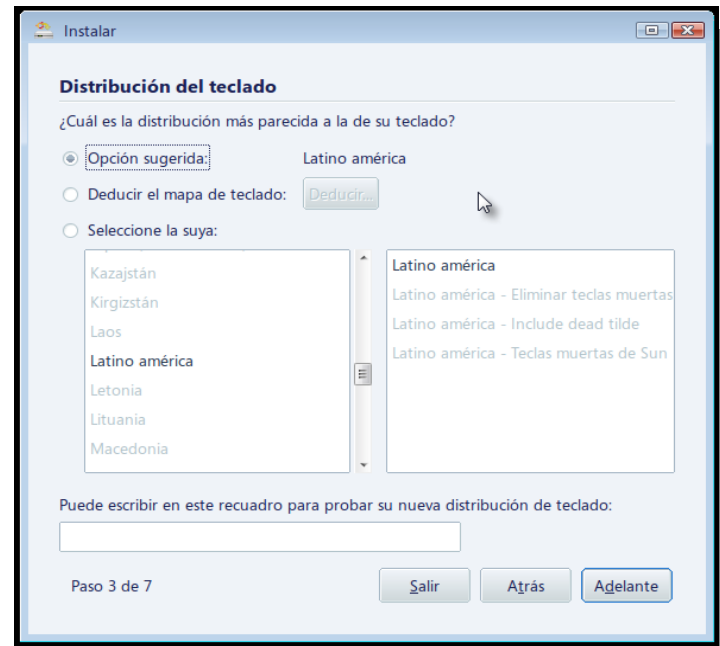 Instalar
Distribución del teclado
¿Cuál es la distribución más parecida a la de su teclado?
Opción sugerida: Latino américa
Deducir el mapa de teclado: Deducir...
Seleccione la suya:
Kazajstán
Kirgizstán
Laos
Latino américa
Letonia
Lituania
Macedonia
Latino américa
Latino américa - Eliminar teclas muertas
Latino américa - Include dead tilde
Latino américa - Teclas muertas de Sun
Puede escribir en este recuadro para probar su nueva distribución de teclado:
Paso 3 de 7 Salir Atrás Adelante